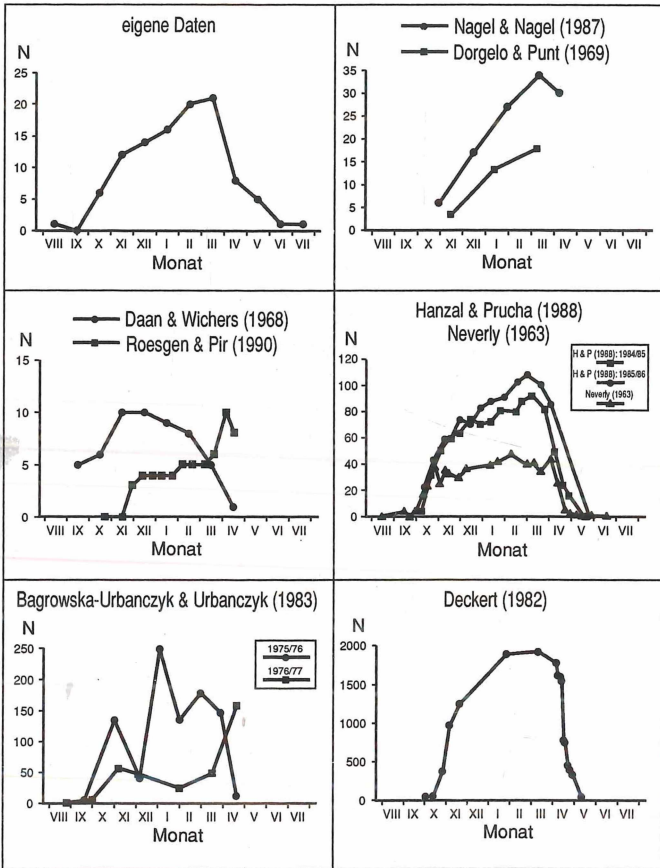 eigene Daten
N
25
20
15
10
5
0
VIII IX X XI XII I II III IV V VI VII
Monat
Nagel & Nagel (1987)
Dorgelo & Punt (1969)
N
35
30
25
20
15
10
5
0
VIII IX X XI XII I II III IV V VI VII
Monat
Daan & Wichers (1968)
Roesgen & Pir (1990)
N
15
10
5
0
VIII IX X XI XII I II III IV V VI VII
Monat
Hanzal & Prucha (1988)
Neverly (1963)
H & P (1988): 1984/85
H & P (1988): 1985/86
Neverly (1963)
N
120
100
80
60
40
20
0
VIII IX X XI XII I II III IV V VI VII
Monat
Bagrowska-Urbanczyk & Urbanczyk (1983)
1975/76
1976/77
N
250
200
150
100
50
0
VIII IX X XI XII I II III IV V VI VII
Monat
Deckert (1982)
N
2000
1500
1000
500
0
VIII IX X XI XII I II III IV V VI VII
Monat